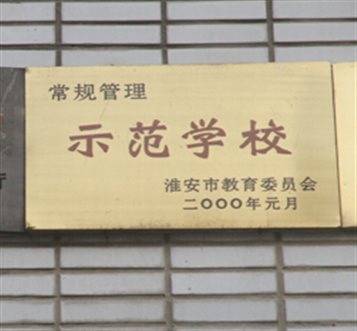 常规管理
示范学校
淮安市教育委员会
二〇〇〇年元月